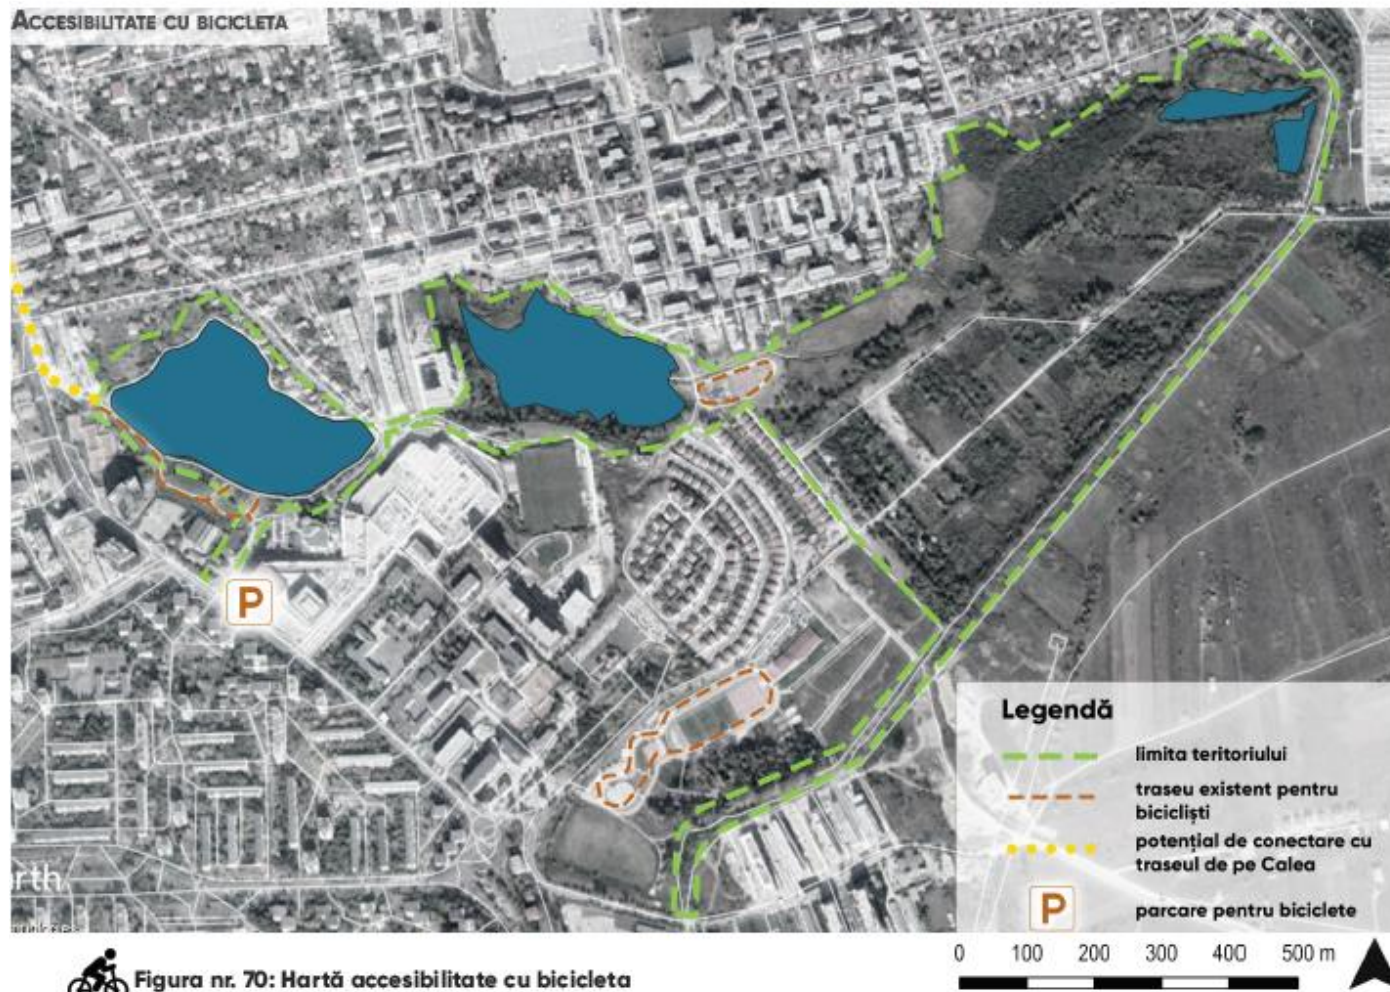 ACCESIBILITATE CU BICICLETA
P
Legendă
limita teritoriului
traseu existent pentru
bicicliști
potențial de conectare cu
traseul de pe Calea
P
parcare pentru biciclete
rth
0 100 200 300 400 500 m
Figura nr. 70: Hartă accesibilitate cu bicicleta